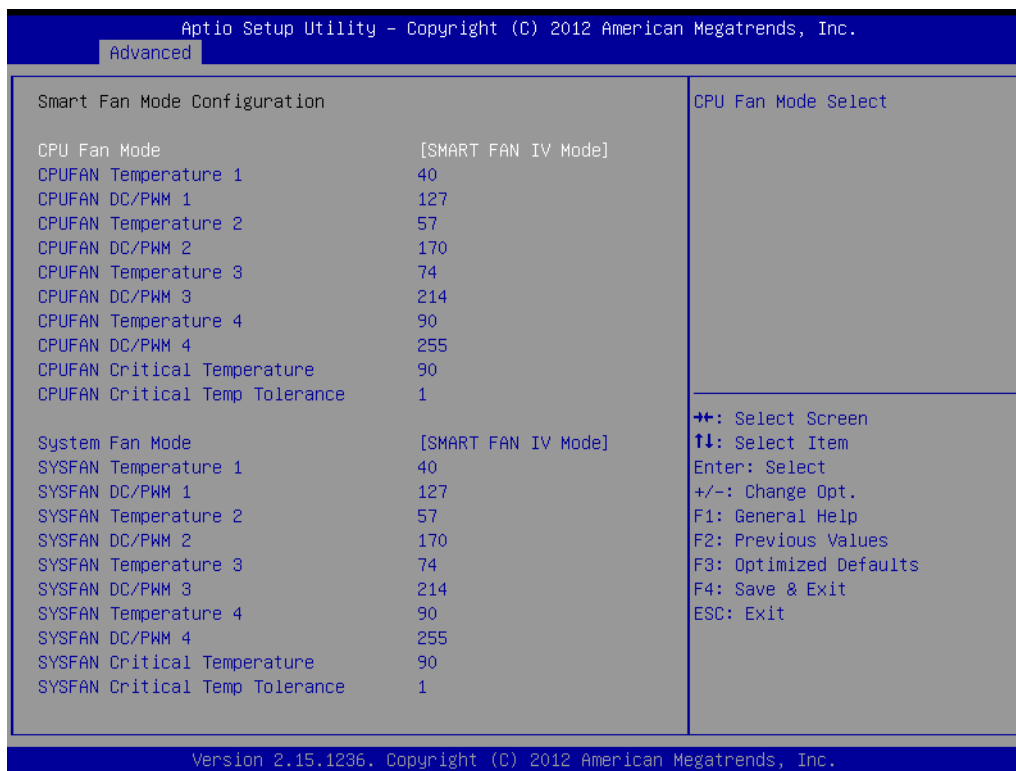 Aptio Setup Utility – Copyright (C) 2012 American Megatrends, Inc.
Advanced
Smart Fan Mode Configuration
CPU Fan Mode [SMART FAN IV Mode]
CPUFAN Temperature 1 40
CPUFAN DC/PWM 1 127
CPUFAN Temperature 2 57
CPUFAN DC/PWM 2 170
CPUFAN Temperature 3 74
CPUFAN DC/PWM 3 214
CPUFAN Temperature 4 90
CPUFAN DC/PWM 4 255
CPUFAN Critical Temperature 90
CPUFAN Critical Temp Tolerance 1
System Fan Mode [SMART FAN IV Mode]
SYSFAN Temperature 1 40
SYSFAN DC/PWM 1 127
SYSFAN Temperature 2 57
SYSFAN DC/PWM 2 170
SYSFAN Temperature 3 74
SYSFAN DC/PWM 3 214
SYSFAN Temperature 4 90
SYSFAN DC/PWM 4 255
SYSFAN Critical Temperature 90
SYSFAN Critical Temp Tolerance 1
CPU Fan Mode Select
→←: Select Screen
↑↓: Select Item
Enter: Select
+/-: Change Opt.
F1: General Help
F2: Previous Values
F3: Optimized Defaults
F4: Save & Exit
ESC: Exit
Version 2.15.1236. Copyright (C) 2012 American Megatrends, Inc.